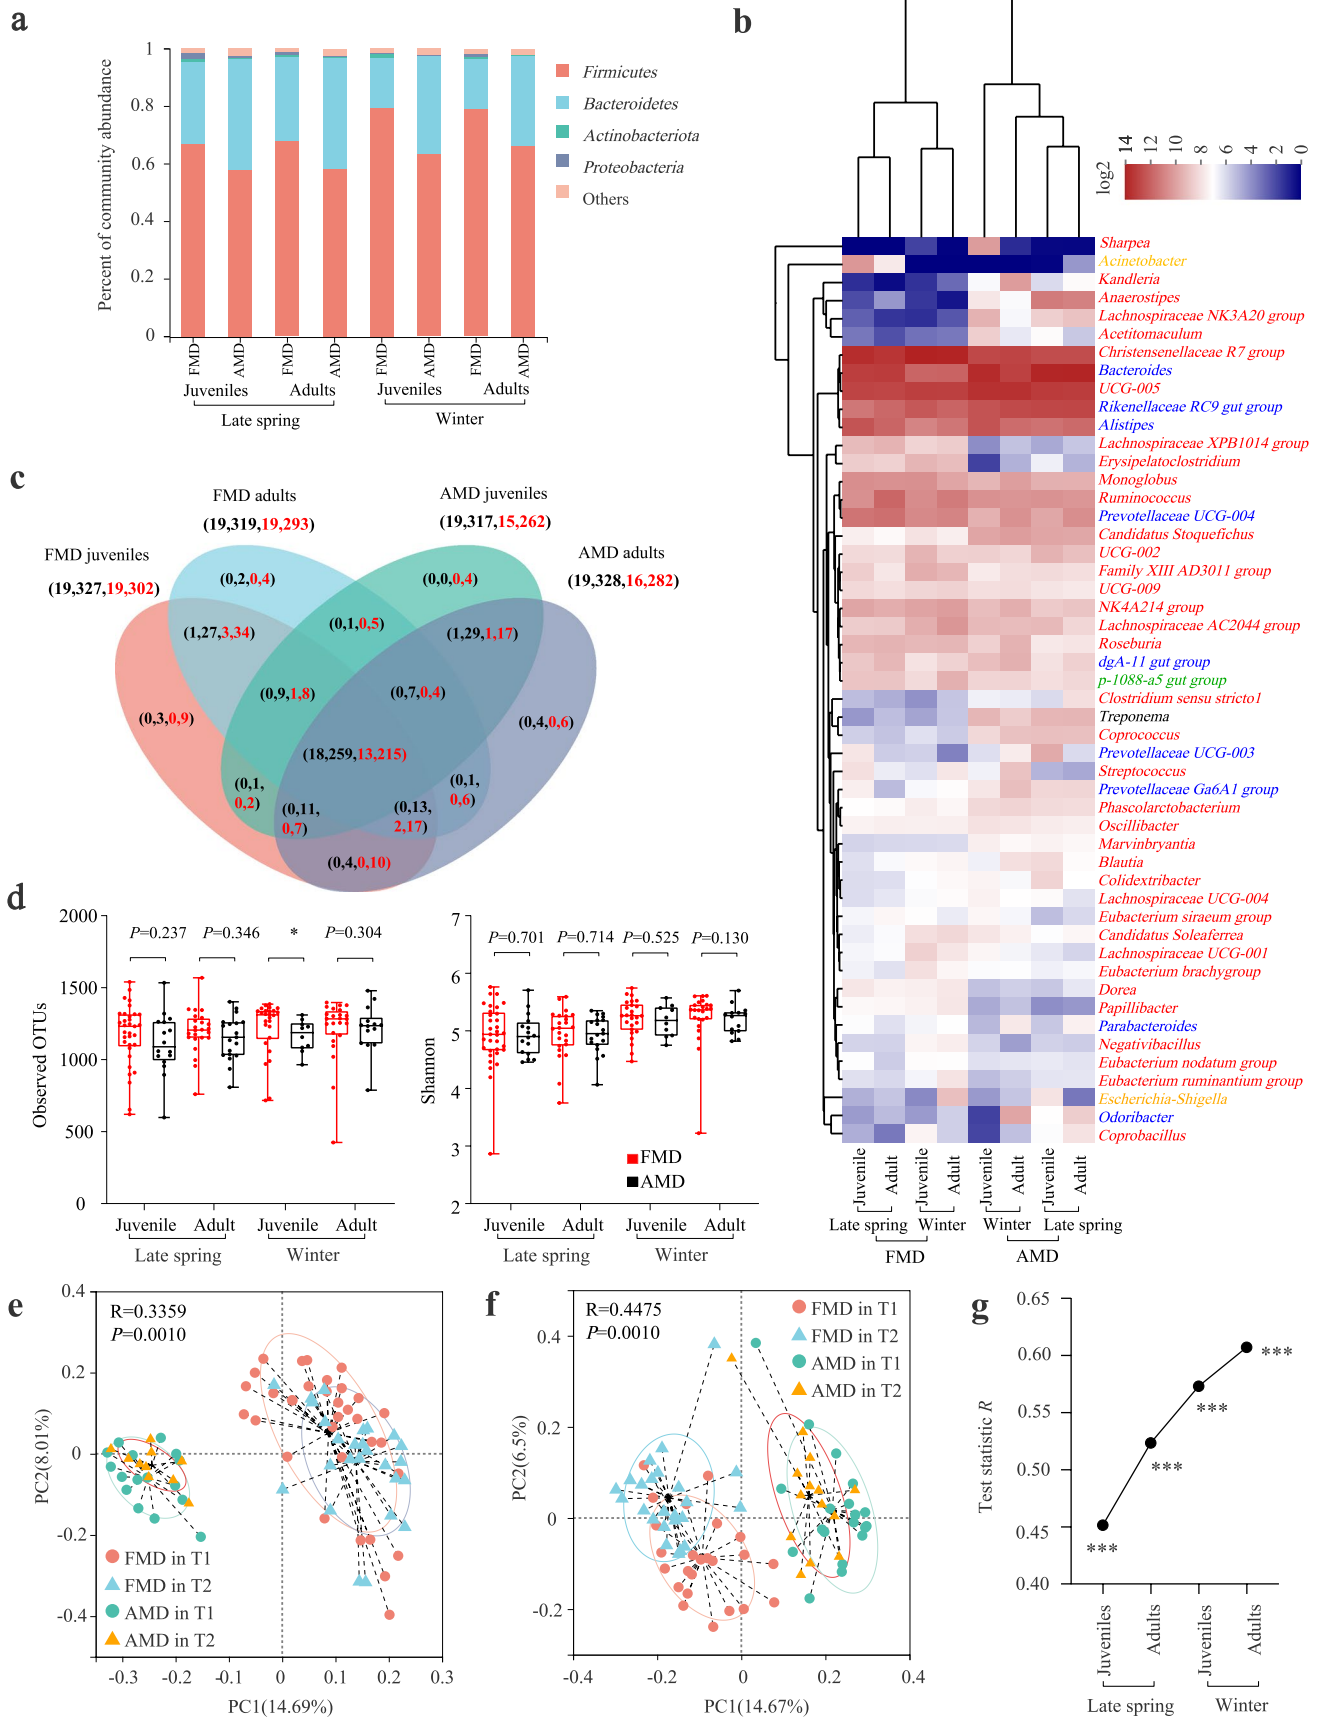 a
Percent of community abundance
1
0.8
0.6
0.4
0.2
0
FMD
AMD
FMD
AMD
FMD
AMD
FMD
AMD
Juveniles
Adults
Juveniles
Adults
Late spring
Winter
Firmicutes
Bacteroidetes
Actinobacteriota
Proteobacteria
Others
b
log2
14
12
10
8
6
4
2
0
Sharpea
Acinetobacter
Kandleria
Anaerostipes
Lachnospiraceae NK3A20 group
Acetitomaculum
Christensenellaceae R7 group
Bacteroides
UCG-005
Rikenellaceae RC9 gut group
Alistipes
Lachnospiraceae XPB1014 group
Erysipelatoclostridium
Monoglobus
Ruminococcus
Prevotellaceae UCG-004
Candidatus Stoquefichus
UCG-002
Family XIII AD3011 group
UCG-009
NK4A214 group
Lachnospiraceae AC2044 group
Roseburia
dgA-11 gut group
p-1088-a5 gut group
Clostridium sensu stricto1
Treponema
Coprococcus
Prevotellaceae UCG-003
Streptococcus
Prevotellaceae Ga6A1 group
Phascolarctobacterium
Oscillibacter
Marvinbryantia
Blautia
Colidextribacter
Lachnospiraceae UCG-004
Eubacterium siraeum group
Candidatus Soleaferrea
Lachnospiraceae UCG-001
Eubacterium brachygroup
Dorea
Papillibacter
Parabacteroides
Negativibacillus
Eubacterium nodatum group
Eubacterium ruminantium group
Escherichia-Shigella
Odoribacter
Coprobacillus
Juvenile
Adult
Juvenile
Adult
Juvenile
Adult
Juvenile
Adult
Late spring
Winter
Winter
Late spring
FMD
AMD
c
FMD adults
(19,319,19,293)
AMD juveniles
(19,317,15,262)
FMD juveniles
(19,327,19,302)
AMD adults
(19,328,16,282)
(0,2,0,4)
(0,0,0,4)
(1,27,3,34)
(0,1,0,5)
(1,29,1,17)
(0,9,1,8)
(0,7,0,4)
(0,3,0,9)
(0,4,0,6)
(18,259,13,215)
(0,1,
0,2)
(0,1,
0,6)
(0,11,
0,7)
(0,13,
2,17)
(0,4,0,10)
d
Observed OTUs
2000
1500
1000
500
0
P=0.237
P=0.346
*
P=0.304
Juvenile
Adult
Juvenile
Adult
Late spring
Winter
Shannon
7
6
5
4
3
2
P=0.701
P=0.714
P=0.525
P=0.130
FMD
AMD
Juvenile
Adult
Juvenile
Adult
Late spring
Winter
e
R=0.3359
P=0.0010
PC2(8.01%)
0.4
0.2
0
-0.2
-0.4
FMD in T1
FMD in T2
AMD in T1
AMD in T2
-0.3
-0.2
-0.1
0
0.1
0.2
0.3
PC1(14.69%)
f
R=0.4475
P=0.0010
PC2(6.5%)
0.4
0.2
0
-0.2
FMD in T1
FMD in T2
AMD in T1
AMD in T2
-0.4
-0.2
0
0.2
0.4
PC1(14.67%)
g
Test statistic R
0.65
0.60
0.55
0.50
0.45
0.40
***
***
***
***
Juveniles
Adults
Juveniles
Adults
Late spring
Winter